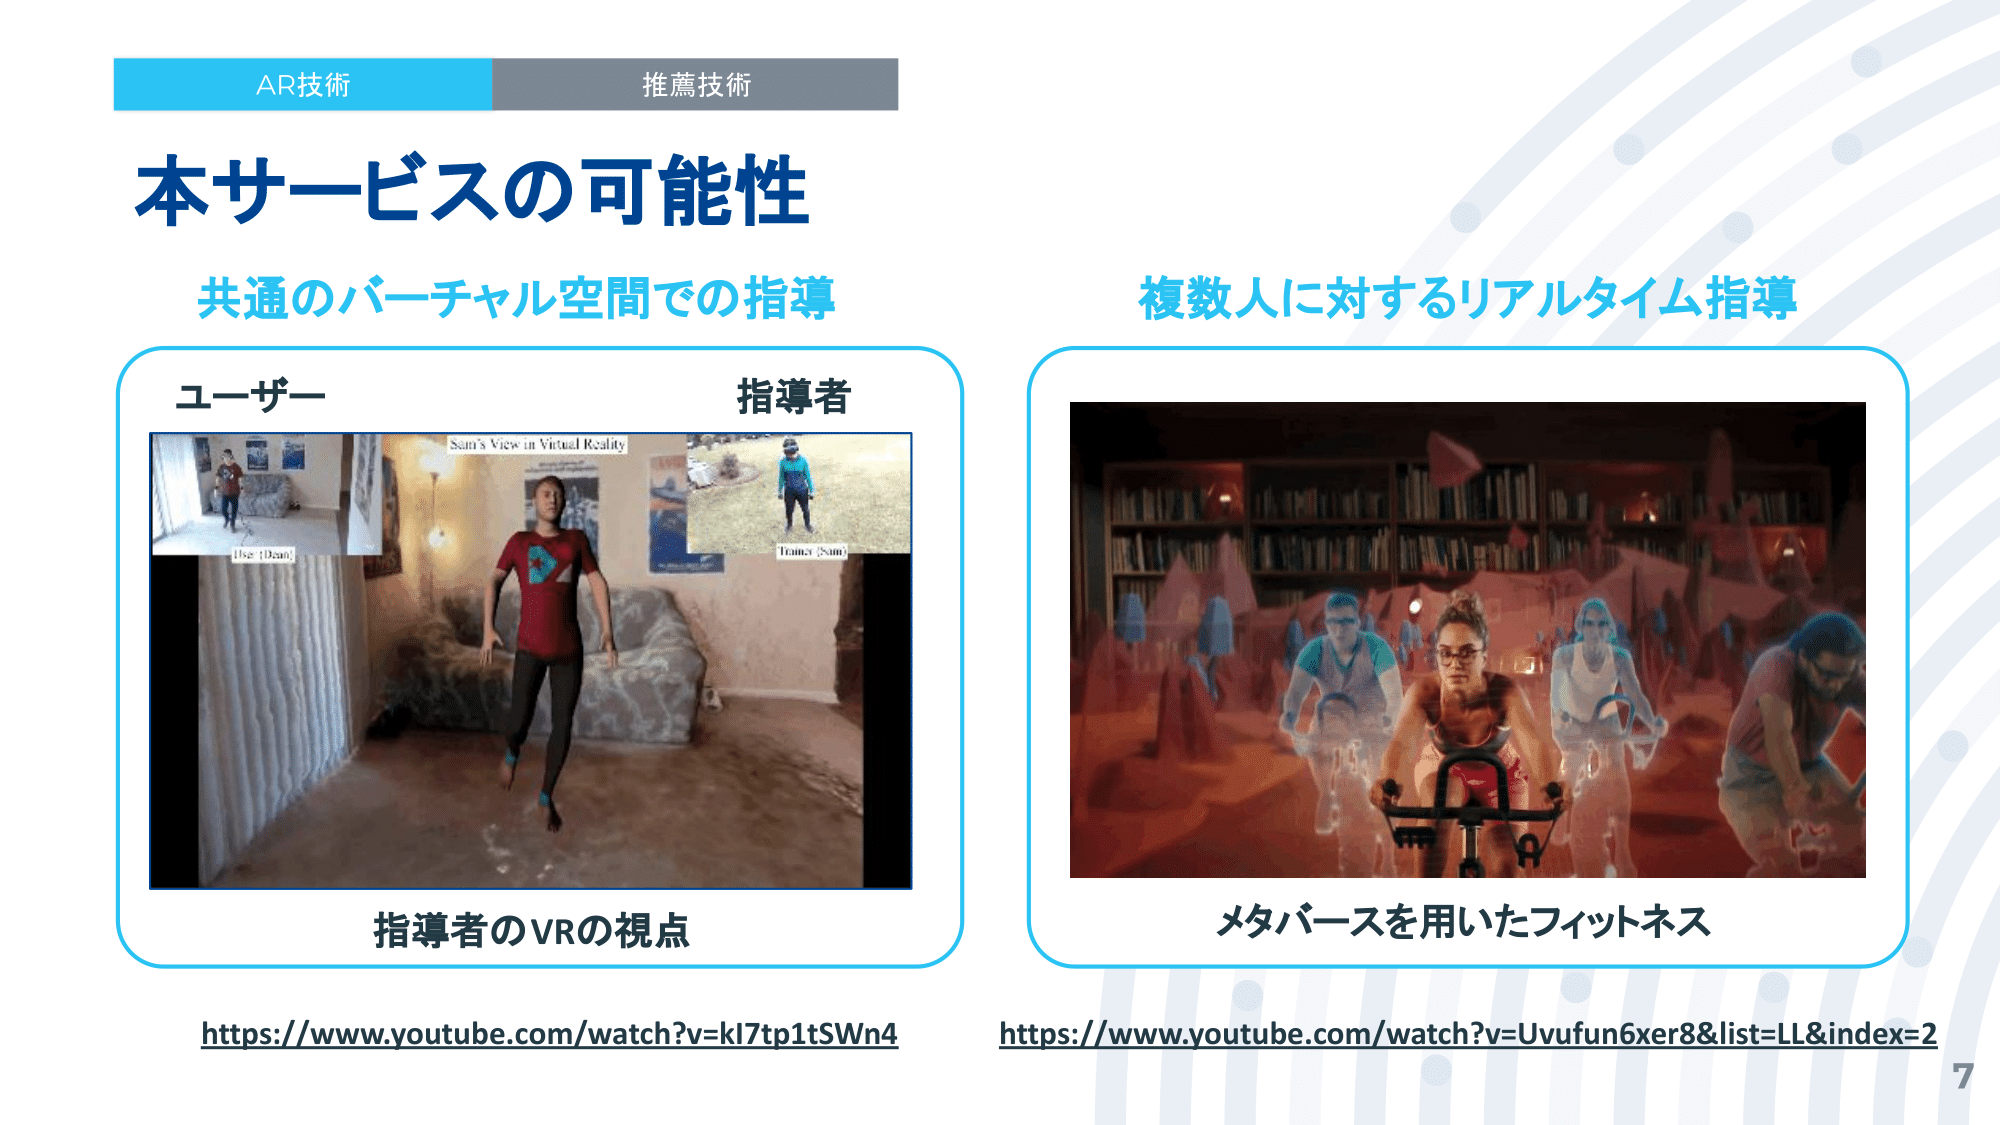 AR技術
推薦技術
本サービスの可能性
共通のバーチャル空間での指導
ユーザー
指導者
Sam's View in Virtual Reality
User (Dean)
Trainer (Sam)
指導者のVRの視点
https://www.youtube.com/watch?v=kI7tp1tSWn4
複数人に対するリアルタイム指導
メタバースを用いたフィットネス
https://www.youtube.com/watch?v=Uvufun6xer8&list=LL&index=2
7